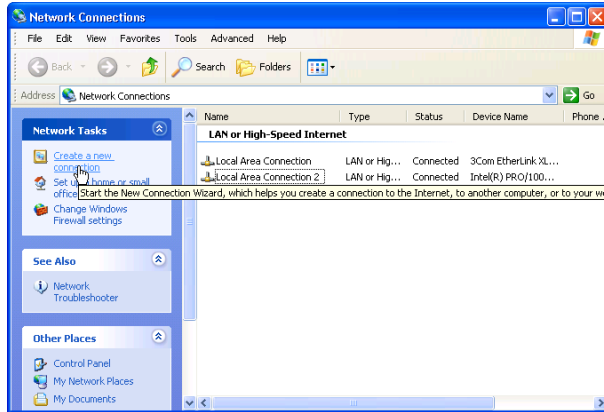 Network Connections
File Edit View Favorites Tools Advanced Help
Back Search Folders
Address Network Connections Go
Name Type Status Device Name Phone
Network Tasks
LAN or High-Speed Internet
Create a new
connection
Local Area Connection LAN or Hig... Connected 3Com EtherLink XL...
Local Area Connection 2 LAN or Hig... Connected Intel(R) PRO/100...
Set up home or small
office
Start the New Connection Wizard, which helps you create a connection to the Internet, to another computer, or to your
Change Windows
Firewall settings
See Also
Network
Troubleshooter
Other Places
Control Panel
My Network Places
My Documents